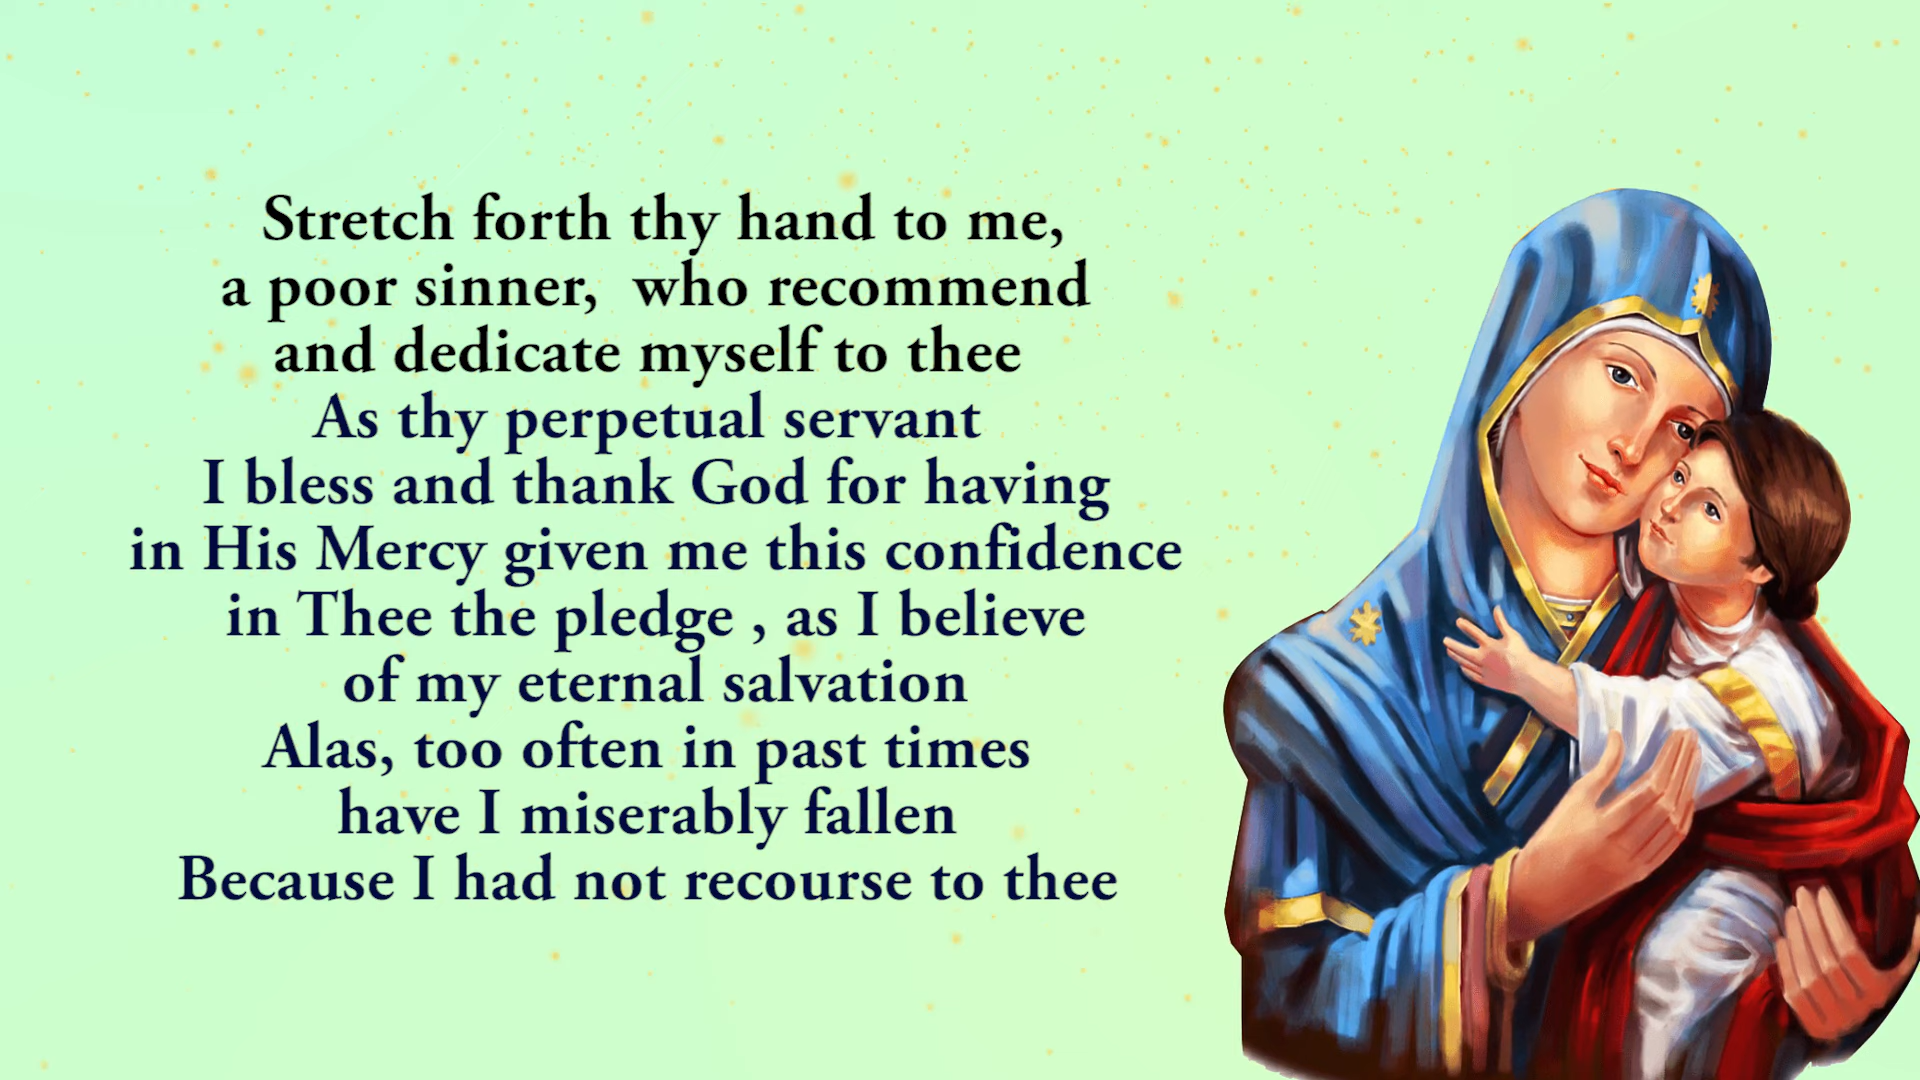 Stretch forth thy hand to me,
a poor sinner,  who recommend
and dedicate myself to thee
As thy perpetual servant
I bless and thank God for having
in His Mercy given me this confidence
in Thee the pledge , as I believe
of my eternal salvation
Alas, too often in past times
have I miserably fallen
Because I had not recourse to thee